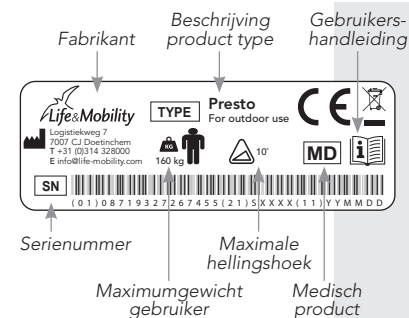 Fabrikant
Beschrijving
product type
Gebruikers-
handleiding
Life&Mobility
Logistiekweg 7
7007 CJ Doetinchem
T +31 (0)314 328000
E info@life-mobility.com
TYPE
Presto
For outdoor use
CE
KG
160 kg
10°
MD
i
SN
(01)08719327267455(21)SXXXX(11)YYMMDD
Serienummer
Maximumgewicht
gebruiker
Maximale
hellingshoek
Medisch
product